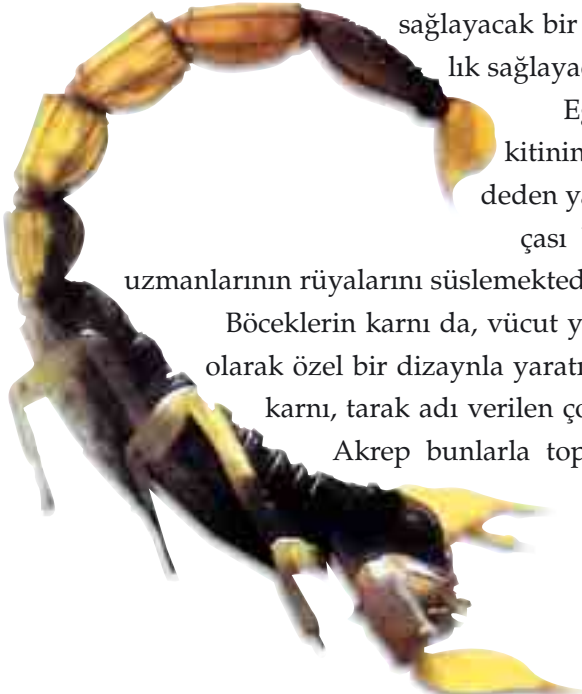 sağlayacak bir
lık sağlayac
Eğ
kitinin
deden ya
çası
uzmanlarının rüyalarını süslemekted
Böceklerin karnı da, vücut y
olarak özel bir dizaynla yaratı
karnı, tarak adı verilen ço
Akrep bunlarla top